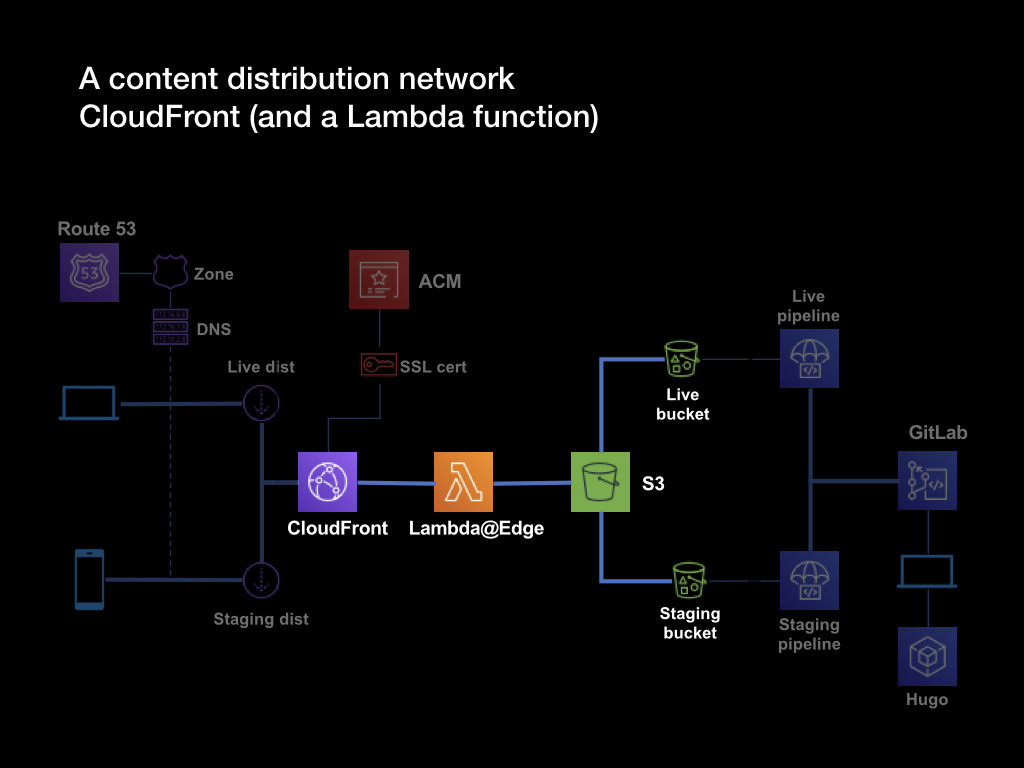 A content distribution network
CloudFront (and a Lambda function)
Route 53
53
Zone
DNS
ACM
SSL cert
Live dist
Staging dist
CloudFront
Lambda@Edge
S3
Live
bucket
Staging
bucket
Live
pipeline
Staging
pipeline
GitLab
Hugo